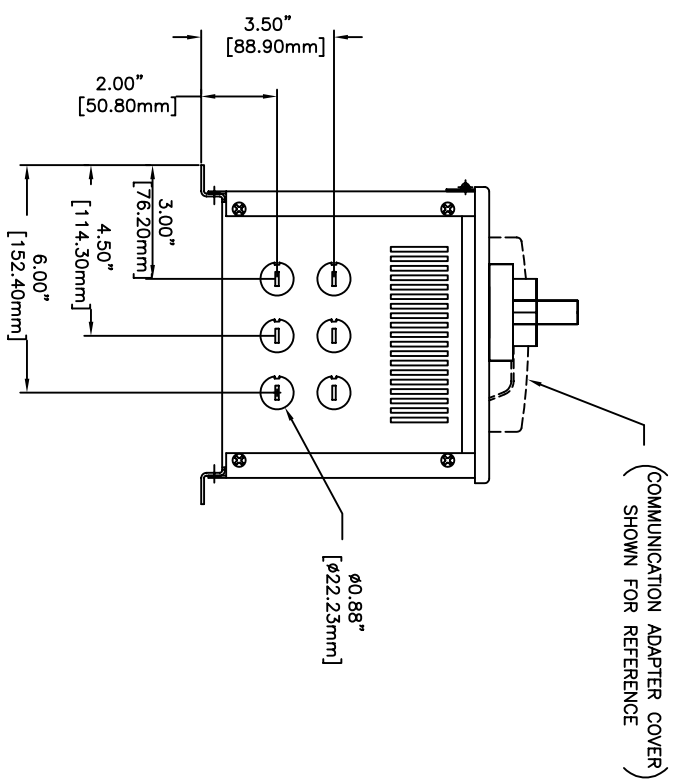 3.50"
[88.90mm]
2.00"
[50.80mm]
3.00"
[76.20mm]
4.50"
[114.30mm]
6.00"
[152.40mm]
ø0.88"
[ø22.23mm]
(COMMUNICATION ADAPTER COVER
SHOWN FOR REFERENCE)